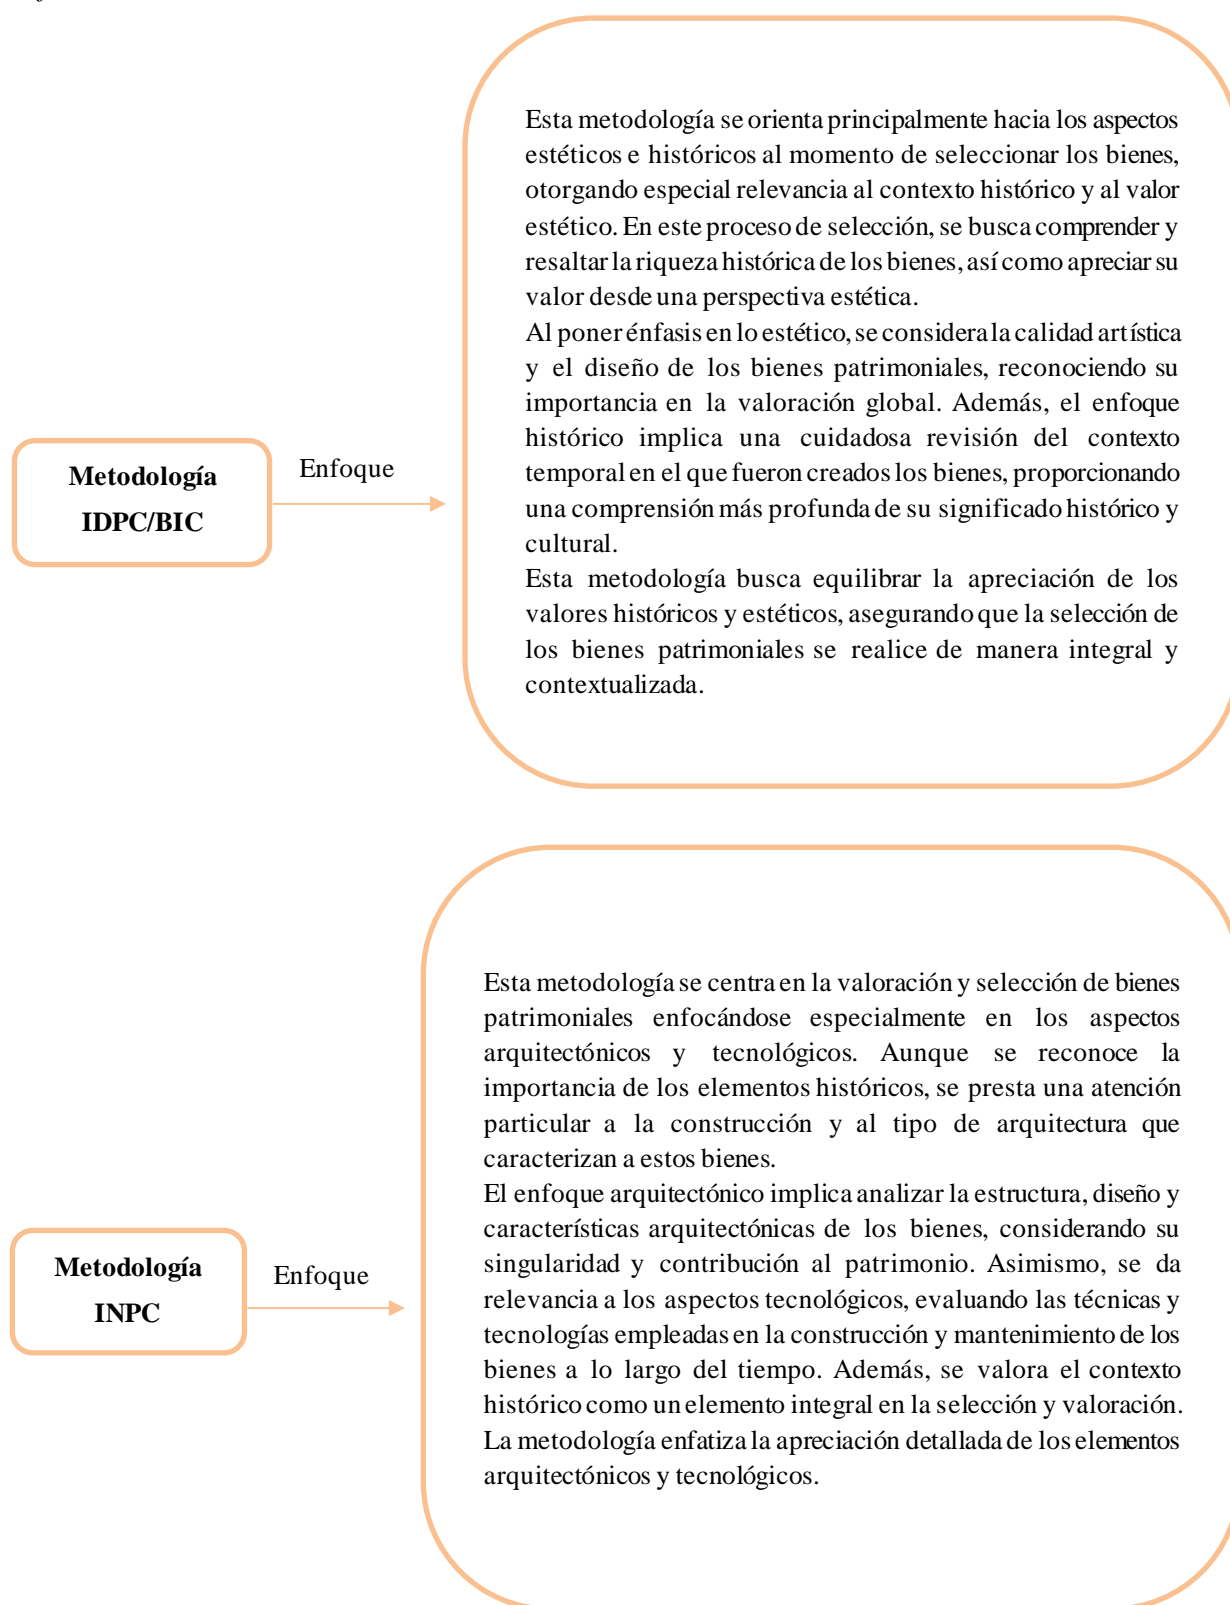 Metodología
IDPC/BIC
Enfoque
Esta metodología se orienta principalmente hacia los aspectos
estéticos e históricos al momento de seleccionar los bienes,
otorgando especial relevancia al contexto histórico y al valor
estético. En este proceso de selección, se busca comprender y
resaltar la riqueza histórica de los bienes, así como apreciar su
valor desde una perspectiva estética.
Al poner énfasis en lo estético, se considera la calidad artística
y el diseño de los bienes patrimoniales, reconociendo su
importancia en la valoración global. Además, el enfoque
histórico implica una cuidadosa revisión del contexto
temporal en el que fueron creados los bienes, proporcionando
una comprensión más profunda de su significado histórico y
cultural.
Esta metodología busca equilibrar la apreciación de los
valores históricos y estéticos, asegurando que la selección de
los bienes patrimoniales se realice de manera integral y
contextualizada.
Metodología
INPC
Enfoque
Esta metodología se centra en la valoración y selección de bienes
patrimoniales enfocándose especialmente en los aspectos
arquitectónicos y tecnológicos. Aunque se reconoce la
importancia de los elementos históricos, se presta una atención
particular a la construcción y al tipo de arquitectura que
caracterizan a estos bienes.
El enfoque arquitectónico implica analizar la estructura, diseño y
características arquitectónicas de los bienes, considerando su
singularidad y contribución al patrimonio. Asimismo, se da
relevancia a los aspectos tecnológicos, evaluando las técnicas y
tecnologías empleadas en la construcción y mantenimiento de los
bienes a lo largo del tiempo. Además, se valora el contexto
histórico como un elemento integral en la selección y valoración.
La metodología enfatiza la apreciación detallada de los elementos
arquitectónicos y tecnológicos.